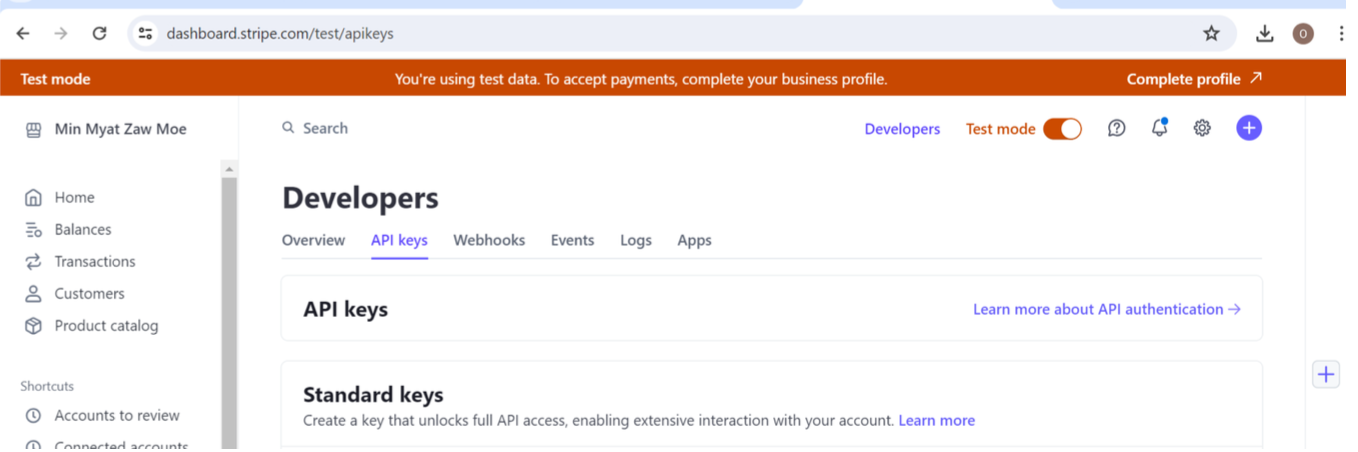 dashboard.stripe.com/test/apikeys
O
Test mode
You're using test data. To accept payments, complete your business profile.
Complete profile
Min Myat Zaw Moe
Search
Developers
Test mode
Home
Balances
Transactions
Customers
Product catalog
Shortcuts
Accounts to review
Connected accounts
Developers
Overview
API keys
Webhooks
Events
Logs
Apps
API keys
Learn more about API authentication →
Standard keys
Create a key that unlocks full API access, enabling extensive interaction with your account. Learn more